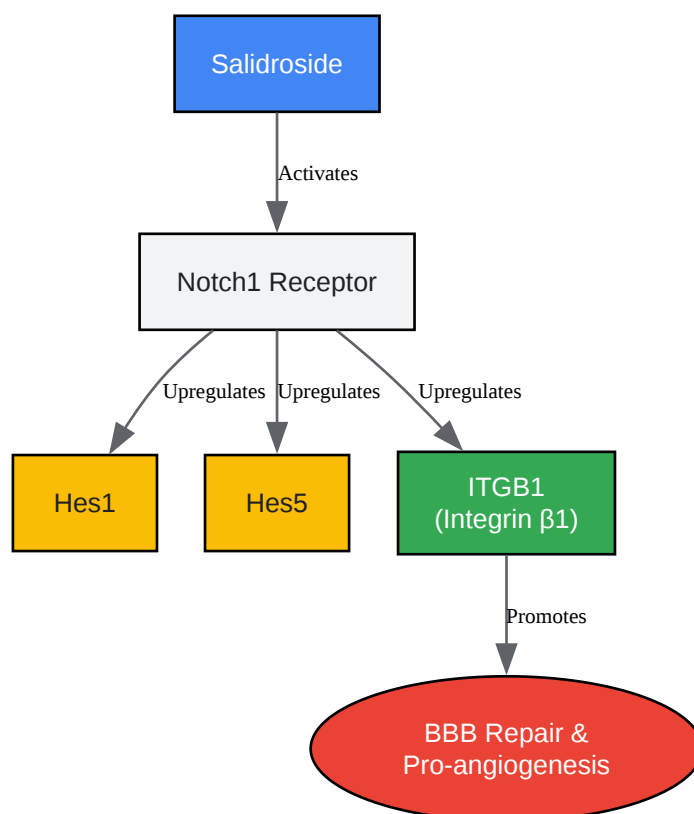 Salidroside
Activates
Notch1 Receptor
Upregulates
Upregulates
Upregulates
Hes1
Hes5
ITGB1
(Integrin β1)
Promotes
BBB Repair &
Pro-angiogenesis